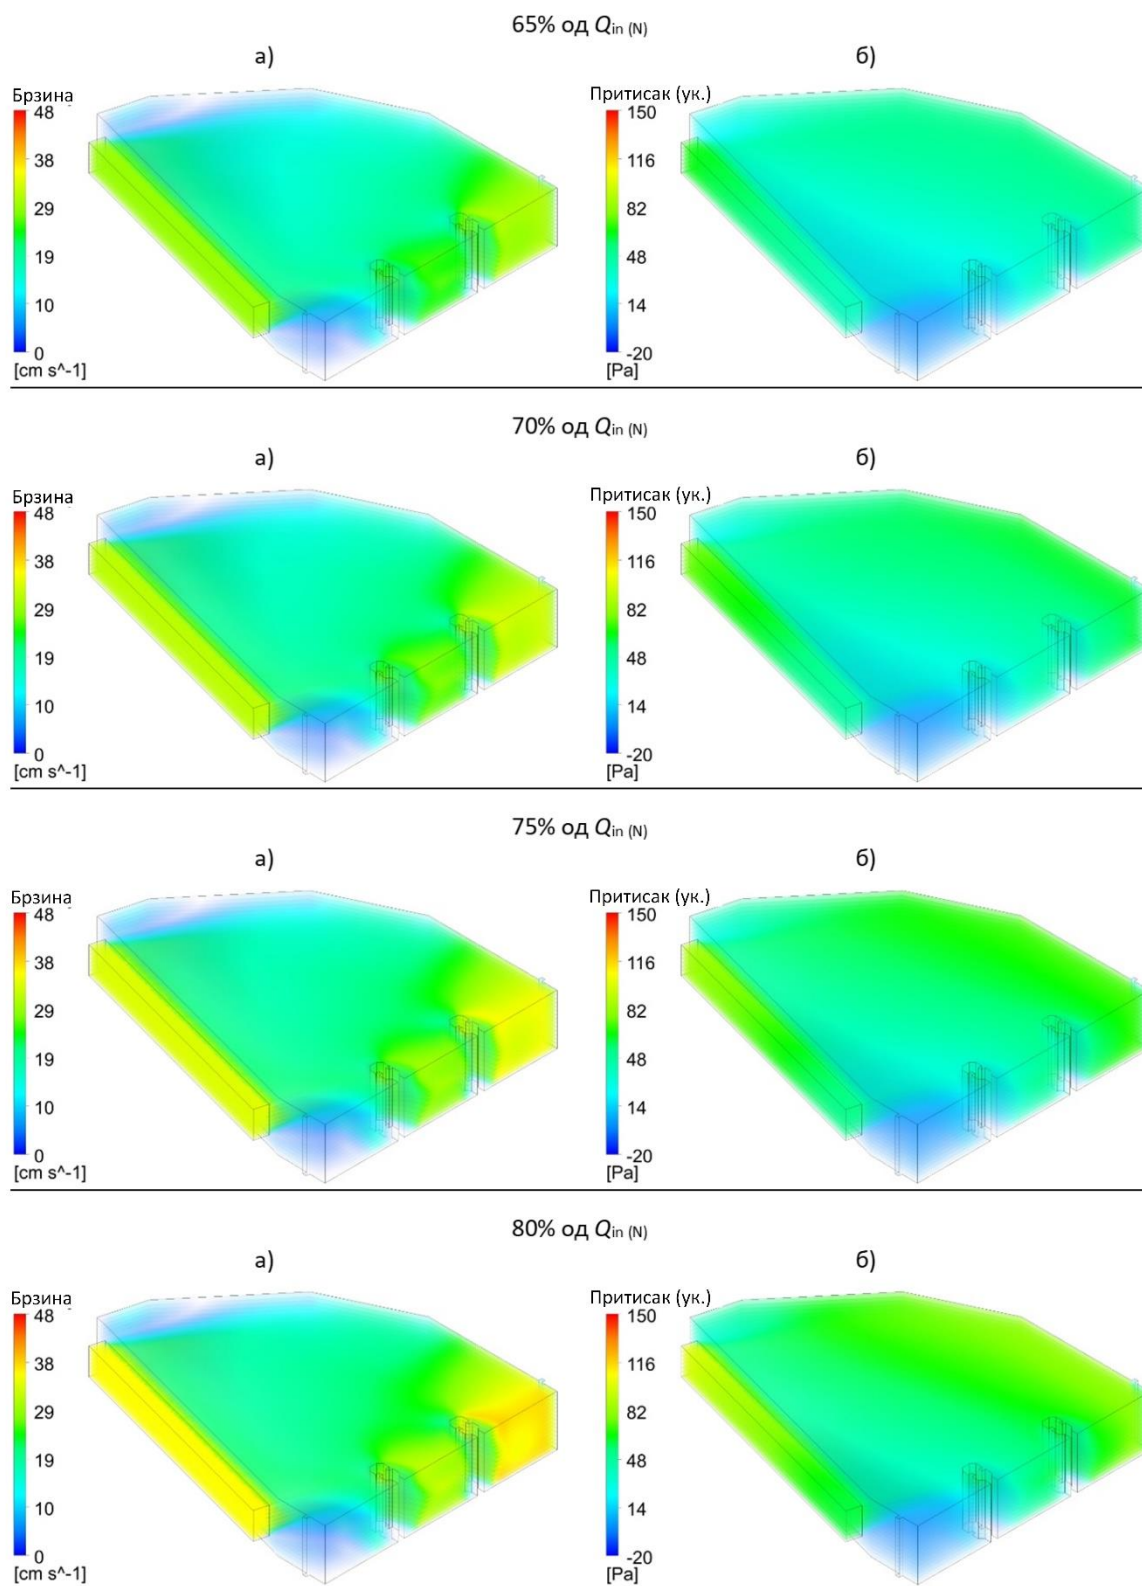 65% од Qin (N)
а)
б)
Брзина
48
38
29
19
10
0
[cm s^-1]
Притисак (ук.)
150
116
82
48
14
-20
[Pa]
70% од Qin (N)
а)
б)
Брзина
48
38
29
19
10
0
[cm s^-1]
Притисак (ук.)
150
116
82
48
14
-20
[Pa]
75% од Qin (N)
а)
б)
Брзина
48
38
29
19
10
0
[cm s^-1]
Притисак (ук.)
150
116
82
48
14
-20
[Pa]
80% од Qin (N)
а)
б)
Брзина
48
38
29
19
10
0
[cm s^-1]
Притисак (ук.)
150
116
82
48
14
-20
[Pa]